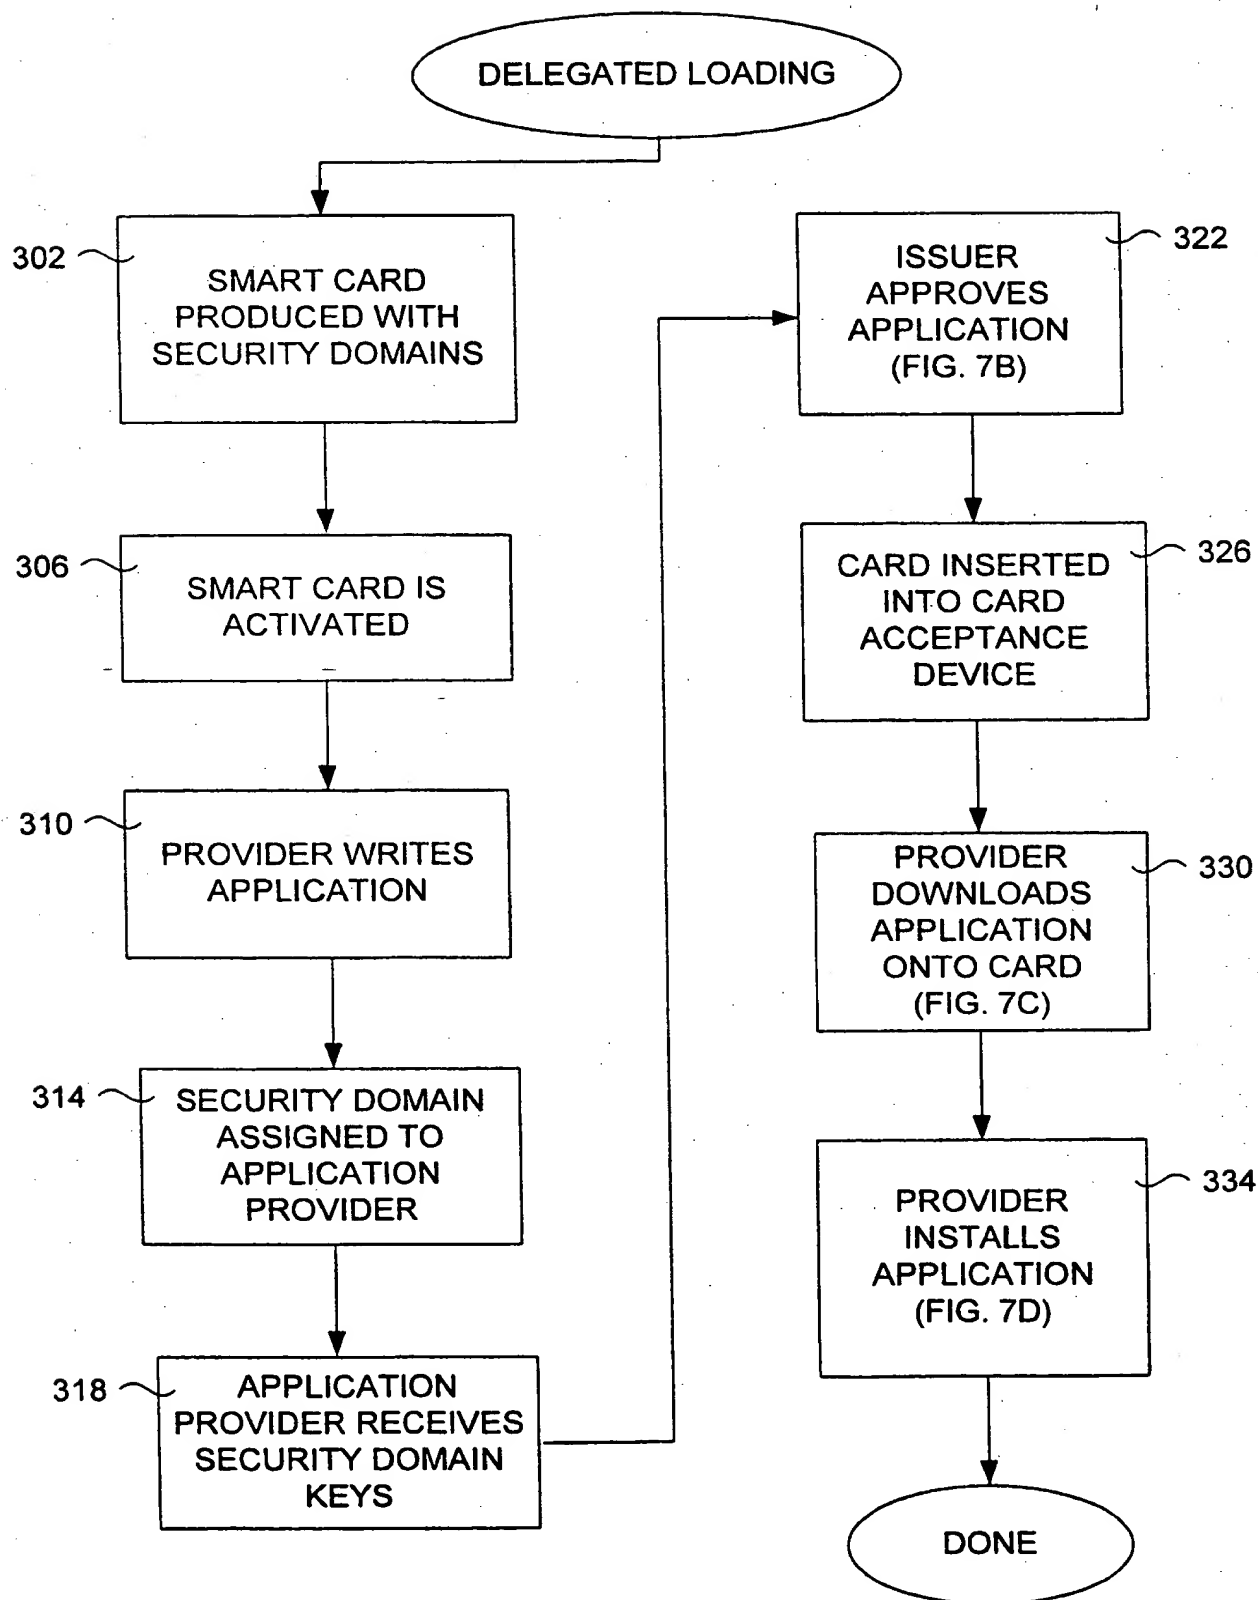 DELEGATED LOADING
302
SMART CARD
PRODUCED WITH
SECURITY DOMAINS
306
SMART CARD IS
ACTIVATED
310
PROVIDER WRITES
APPLICATION
314
SECURITY DOMAIN
ASSIGNED TO
APPLICATION
PROVIDER
318
APPLICATION
PROVIDER RECEIVES
SECURITY DOMAIN
KEYS
322
ISSUER
APPROVES
APPLICATION
(FIG. 7B)
326
CARD INSERTED
INTO CARD
ACCEPTANCE
DEVICE
330
PROVIDER
DOWNLOADS
APPLICATION
ONTO CARD
(FIG. 7C)
334
PROVIDER
INSTALLS
APPLICATION
(FIG. 7D)
DONE